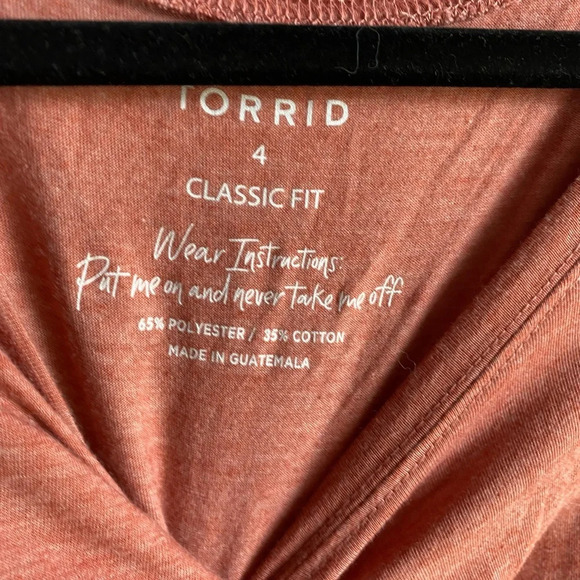 TORRID
4
CLASSIC FIT
Wear Instructions:
Put me on and never take me off
65% POLYESTER / 35% COTTON
MADE IN GUATEMALA